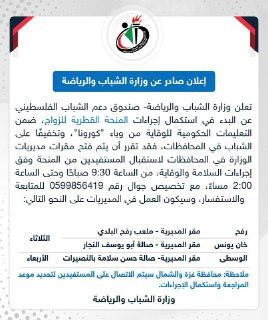 إعلان صادر عن وزارة الشباب والرياضة
تعلن وزارة الشباب والرياضة- صندوق دعم الشباب الفلسطيني
عن البدء في استكمال إجراءات المنحة القطرية للزواج، ضمن
التعليمات الحكومية للوقاية من وباء "كورونا"، وتخفيفًا على
الشباب في المحافظات، فقد تقرر أن يتم فتح مقرات مديريات
الوزارة في المحافظات لاستقبال المستفيدين من المنحة وفق
إجراءات السلامة والوقاية، من الساعة 9:30 صباحًا وحتى الساعة
2:00 مساءً، مع تخصيص جوال رقم 0599856419 للمتابعة
والاستفسار، وسيكون العمل في المديريات على النحو التالي:
رفح مقر المديرية - ملعب رفح البلدي الثلاثاء
خان يونس مقر المديرية - صالة أبو يوسف النجار
الوسطى مقر المديرية- صالة حسن سلامة بالنصيرات الأربعاء
ملاحظة: محافظة غزة والشمال سيتم الاتصال على المستفيدين لتحديد موعد
المراجعة واستكمال الإجراءات.
وزارة الشباب والرياضة